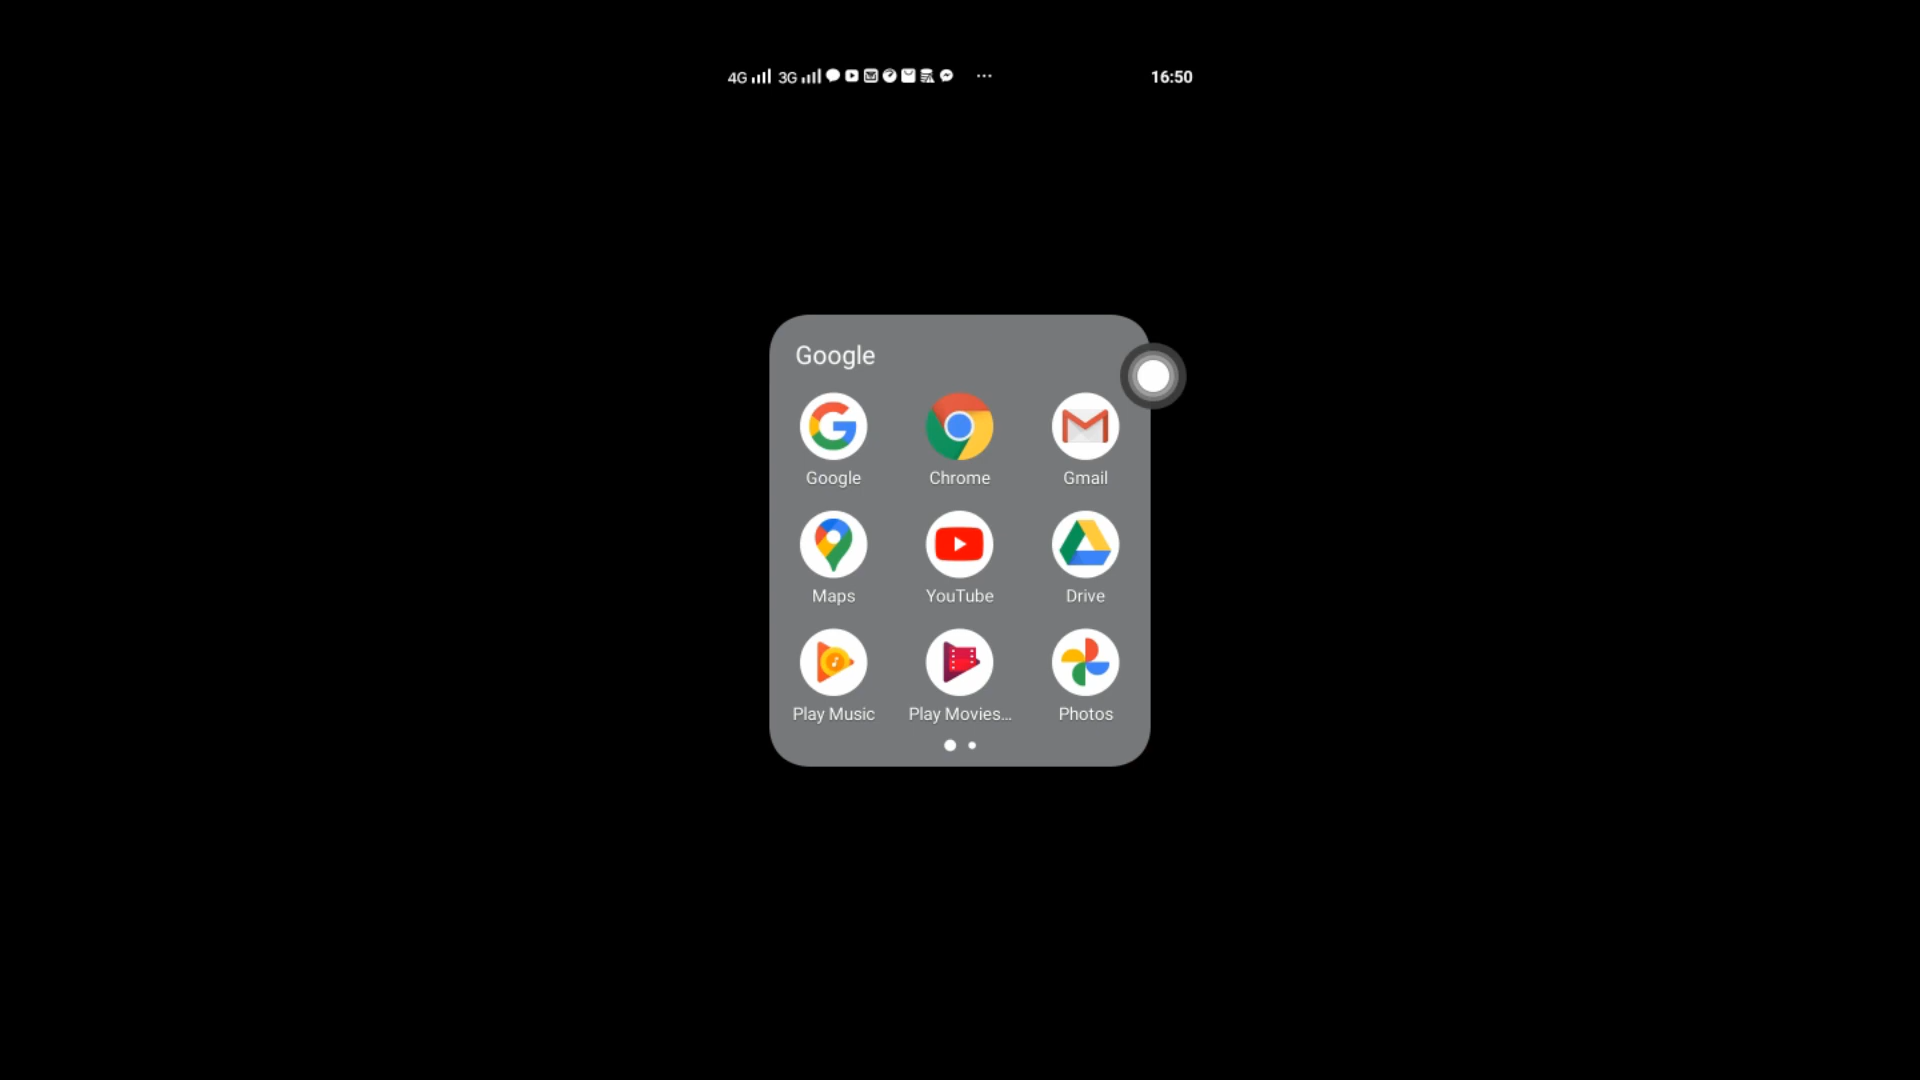 4G 3G ... 16:50
Google
Google Chrome Gmail
Maps YouTube Drive
Play Music Play Movies... Photos